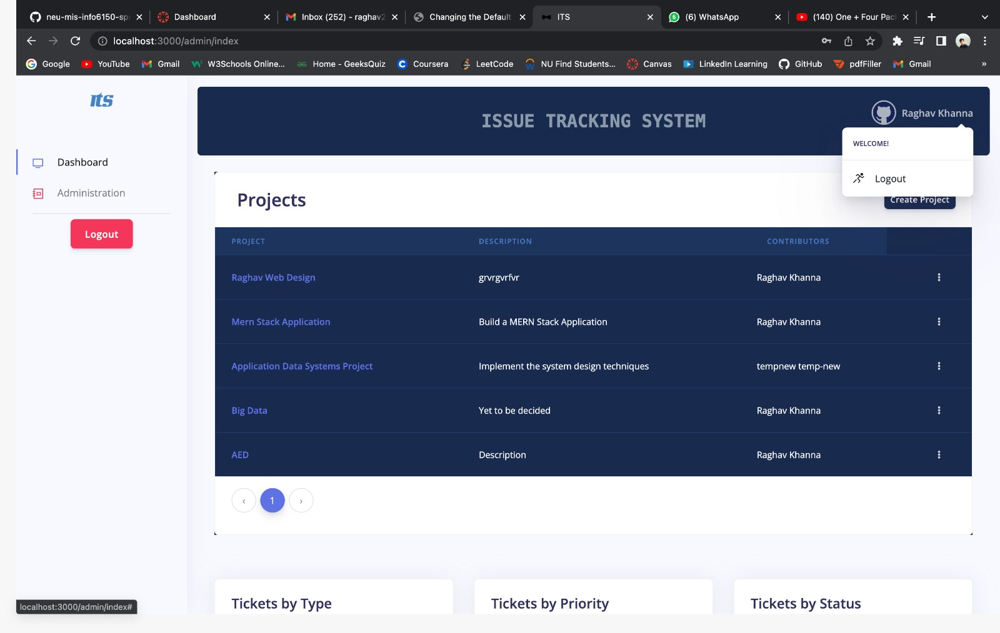 neu-mis-info6150-sp
Dashboard
Inbox (252) - raghav2
Changing the Default
ITS
(6) WhatsApp
(140) One + Four Pac
localhost:3000/admin/index
Google
YouTube
Gmail
W3Schools Online...
Home - GeeksQuiz
Coursera
LeetCode
NU Find Students...
Canvas
LinkedIn Learning
GitHub
pdfFiller
Gmail
»
ITS
ISSUE TRACKING SYSTEM
Raghav Khanna
WELCOME!
Logout
Dashboard
Administration
Logout
Projects
Create Project
PROJECT DESCRIPTION CONTRIBUTORS
Raghav Web Design grvrgvrfvr Raghav Khanna
Mern Stack Application Build a MERN Stack Application Raghav Khanna
Application Data Systems Project Implement the system design techniques tempnew temp-new
Big Data Yet to be decided Raghav Khanna
AED Description Raghav Khanna
‹ 1 ›
Tickets by Type
Tickets by Priority
Tickets by Status
localhost:3000/admin/index#